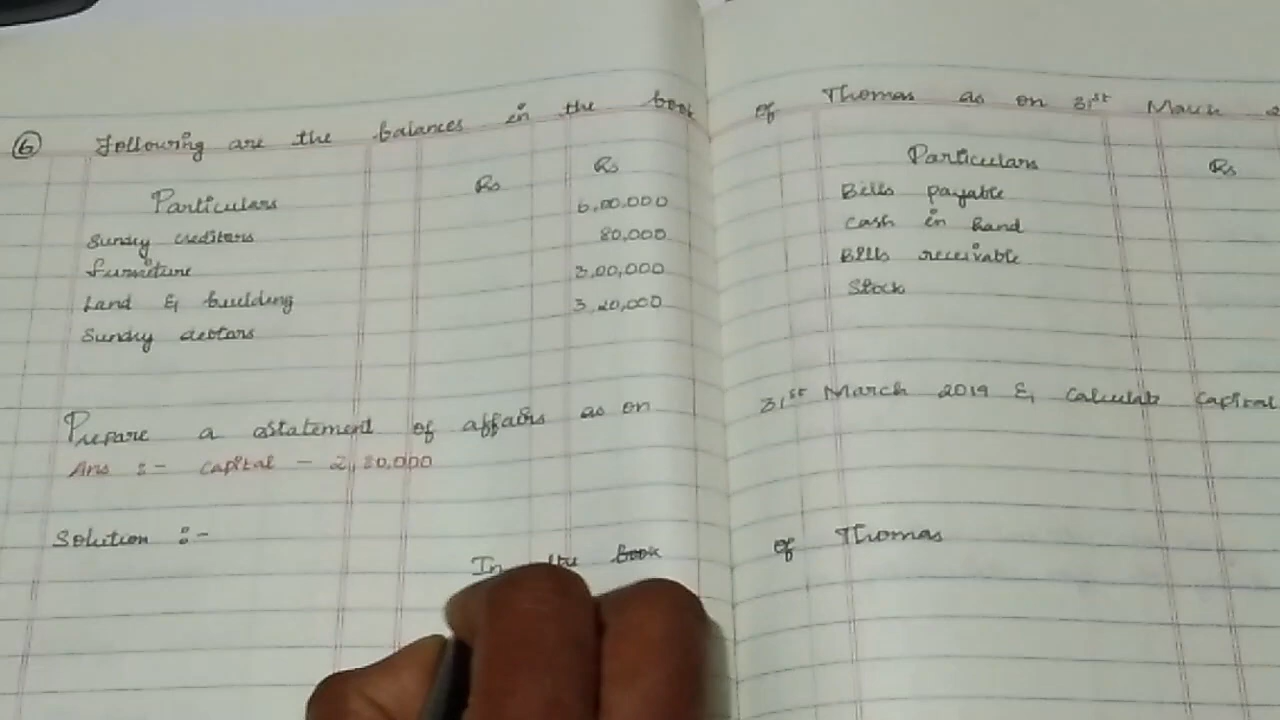 ⑥ Following are the balances in the book of Thomas as on 31st March 2
Particulars Rs Rs Particulars Rs
Sundry creditors 6,00,000 Bills payable
Furniture 80,000 Cash in hand
Land & building 3,00,000 Bills receivable
Sundry debtors 3,20,000 Stock
Prepare a statement of affairs as on 31st March 2019 & calculate capital
Ans :- capital - 2,80,000
Solution :-
In the book of Thomas